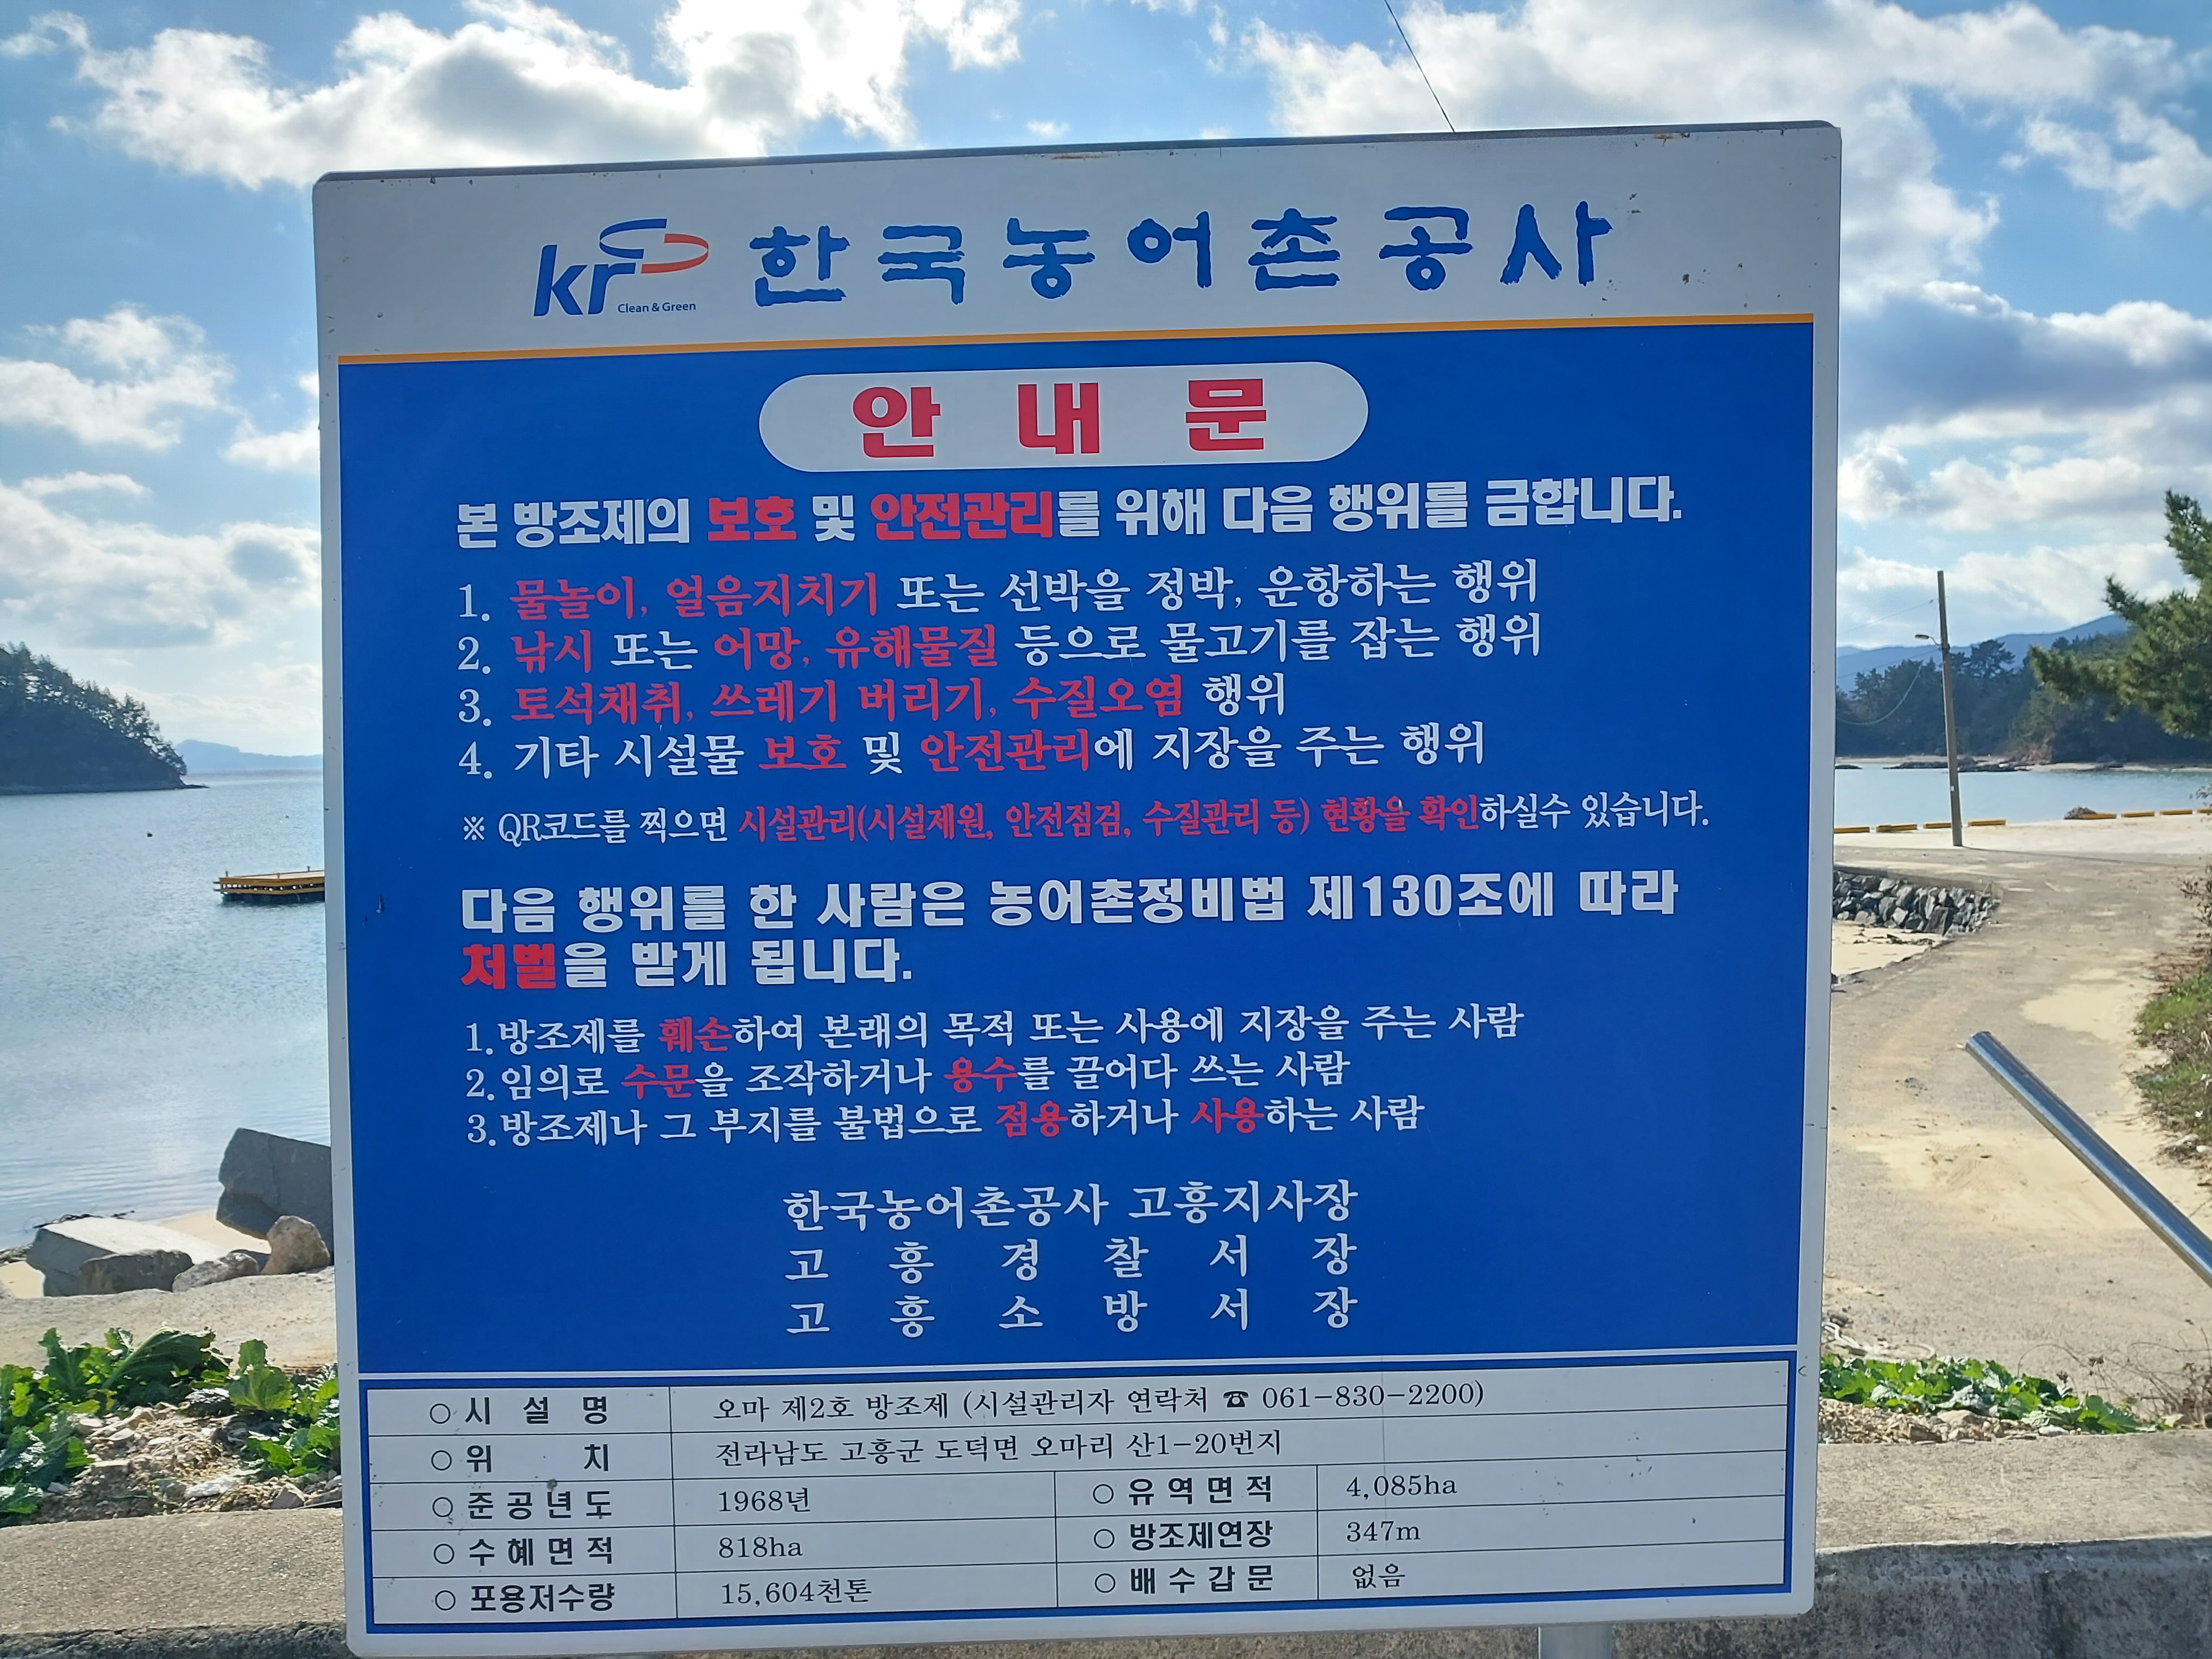 kr Clean & Green 한국농어촌공사
안 내 문
본 방조제의 보호 및 안전관리를 위해 다음 행위를 금합니다.
1. 물놀이, 얼음지치기 또는 선박을 정박, 운항하는 행위
2. 낚시 또는 어망, 유해물질 등으로 물고기를 잡는 행위
3. 토석채취, 쓰레기 버리기, 수질오염 행위
4. 기타 시설물 보호 및 안전관리에 지장을 주는 행위
※ QR코드를 찍으면 시설관리(시설제원, 안전점검, 수질관리 등) 현황을 확인하실수 있습니다.
다음 행위를 한 사람은 농어촌정비법 제130조에 따라
처벌을 받게 됩니다.
1.방조제를 훼손하여 본래의 목적 또는 사용에 지장을 주는 사람
2.임의로 수문을 조작하거나 용수를 끌어다 쓰는 사람
3.방조제나 그 부지를 불법으로 점용하거나 사용하는 사람
한국농어촌공사 고흥지사장
고 흥 경 찰 서 장
고 흥 소 방 서 장
○ 시 설 명 오마 제2호 방조제 (시설관리자 연락처 ☎ 061-830-2200)
○ 위 치 전라남도 고흥군 도덕면 오마리 산1-20번지
○ 준공년도 1968년 ○ 유역면적 4,085ha
○ 수혜면적 818ha ○ 방조제연장 347m
○ 포용저수량 15,604천톤 ○ 배수갑문 없음